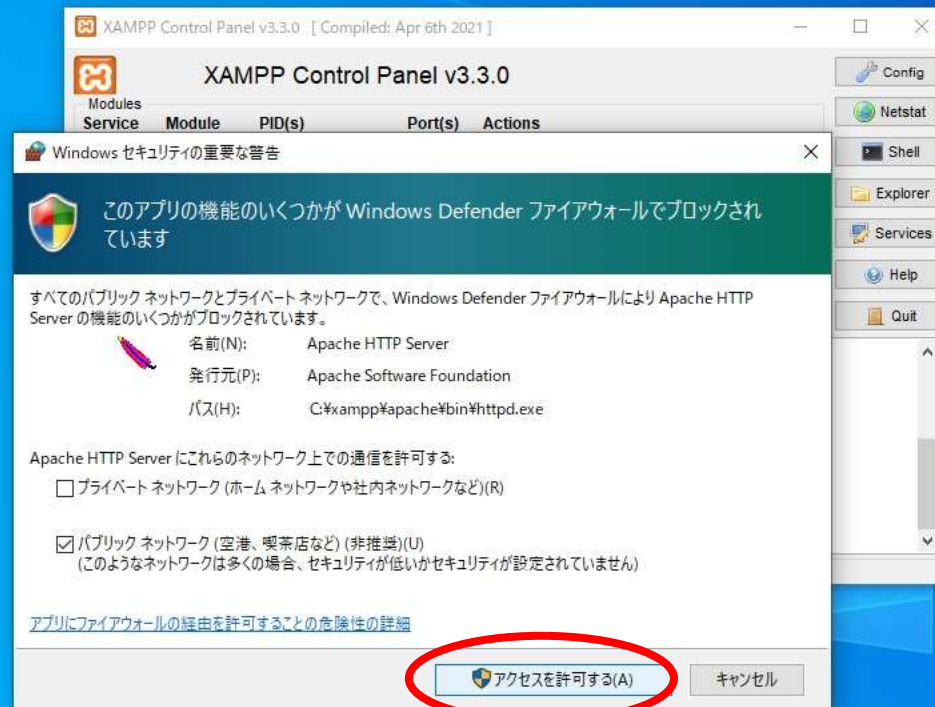 XAMPP Control Panel v3.3.0 [ Compiled: Apr 6th 2021 ]
XAMPP Control Panel v3.3.0
Modules
Service Module PID(s) Port(s) Actions
Config
Netstat
Shell
Explorer
Services
Help
Quit
Windows セキュリティの重要な警告
このアプリの機能のいくつかが Windows Defender ファイアウォールでブロックされ
ています
すべてのパブリック ネットワークとプライベート ネットワークで、Windows Defender ファイアウォールにより Apache HTTP
Server の機能のいくつかがブロックされています。
名前(N): Apache HTTP Server
発行元(P): Apache Software Foundation
パス(H): C:¥xampp¥apache¥bin¥httpd.exe
Apache HTTP Server にこれらのネットワーク上での通信を許可する:
プライベート ネットワーク (ホーム ネットワークや社内ネットワークなど)(R)
パブリック ネットワーク (空港、喫茶店など) (非推奨)(U)
(このようなネットワークは多くの場合、セキュリティが低いかセキュリティが設定されていません)
アプリにファイアウォールの経由を許可することの危険性の詳細
アクセスを許可する(A)
キャンセル